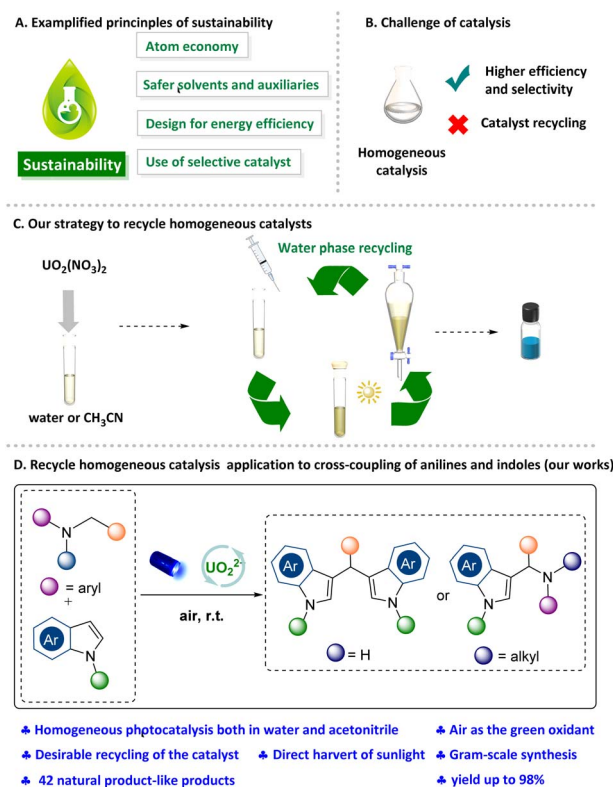 A. Examplified princinples of sustainability
Atom economy
Safer solvents and auxiliaries
Design for energy efficiency
Sustainability
Use of selective catalyst
B. Challenge of catalysis
Higher efficiency
and selectivity
Catalyst recycling
Homogeneous
catalysis
C. Our strategy to recycle homogeneous catalysts
UO2(NO3)2
Water phase recycling
water or CH3CN
D. Recycle homogeneous catalysis application to cross-coupling of anilines and indoles (our works)
N
= aryl
+
Ar
N
UO2²⁻
air, r.t.
Ar
Ar
N
N
= H
or
Ar
N
N
= alkyl
♣ Homogeneous photocatalysis both in water and acetonitrile
♣ Air as the green oxidant
♣ Desirable recycling of the catalyst
♣ Direct harvert of sunlight
♣ Gram-scale synthesis
♣ 42 natural product-like products
♣ yield up to 98%